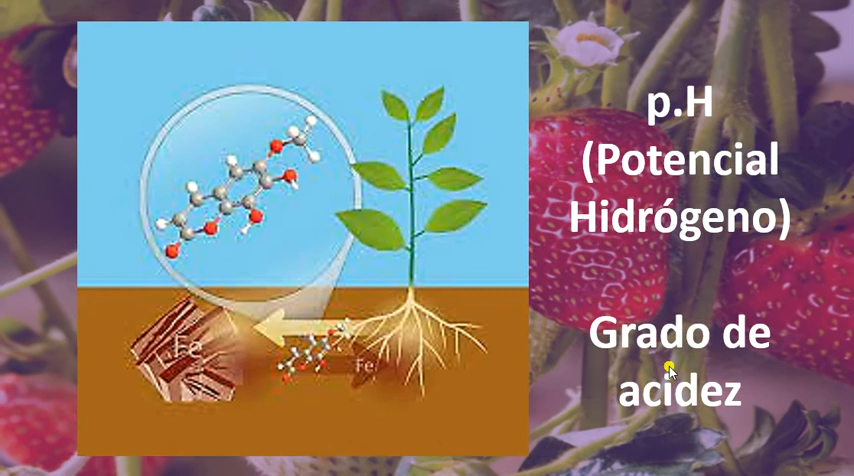 p.H
(Potencial
Hidrógeno)
Grado de
acidez
Fe
Fe